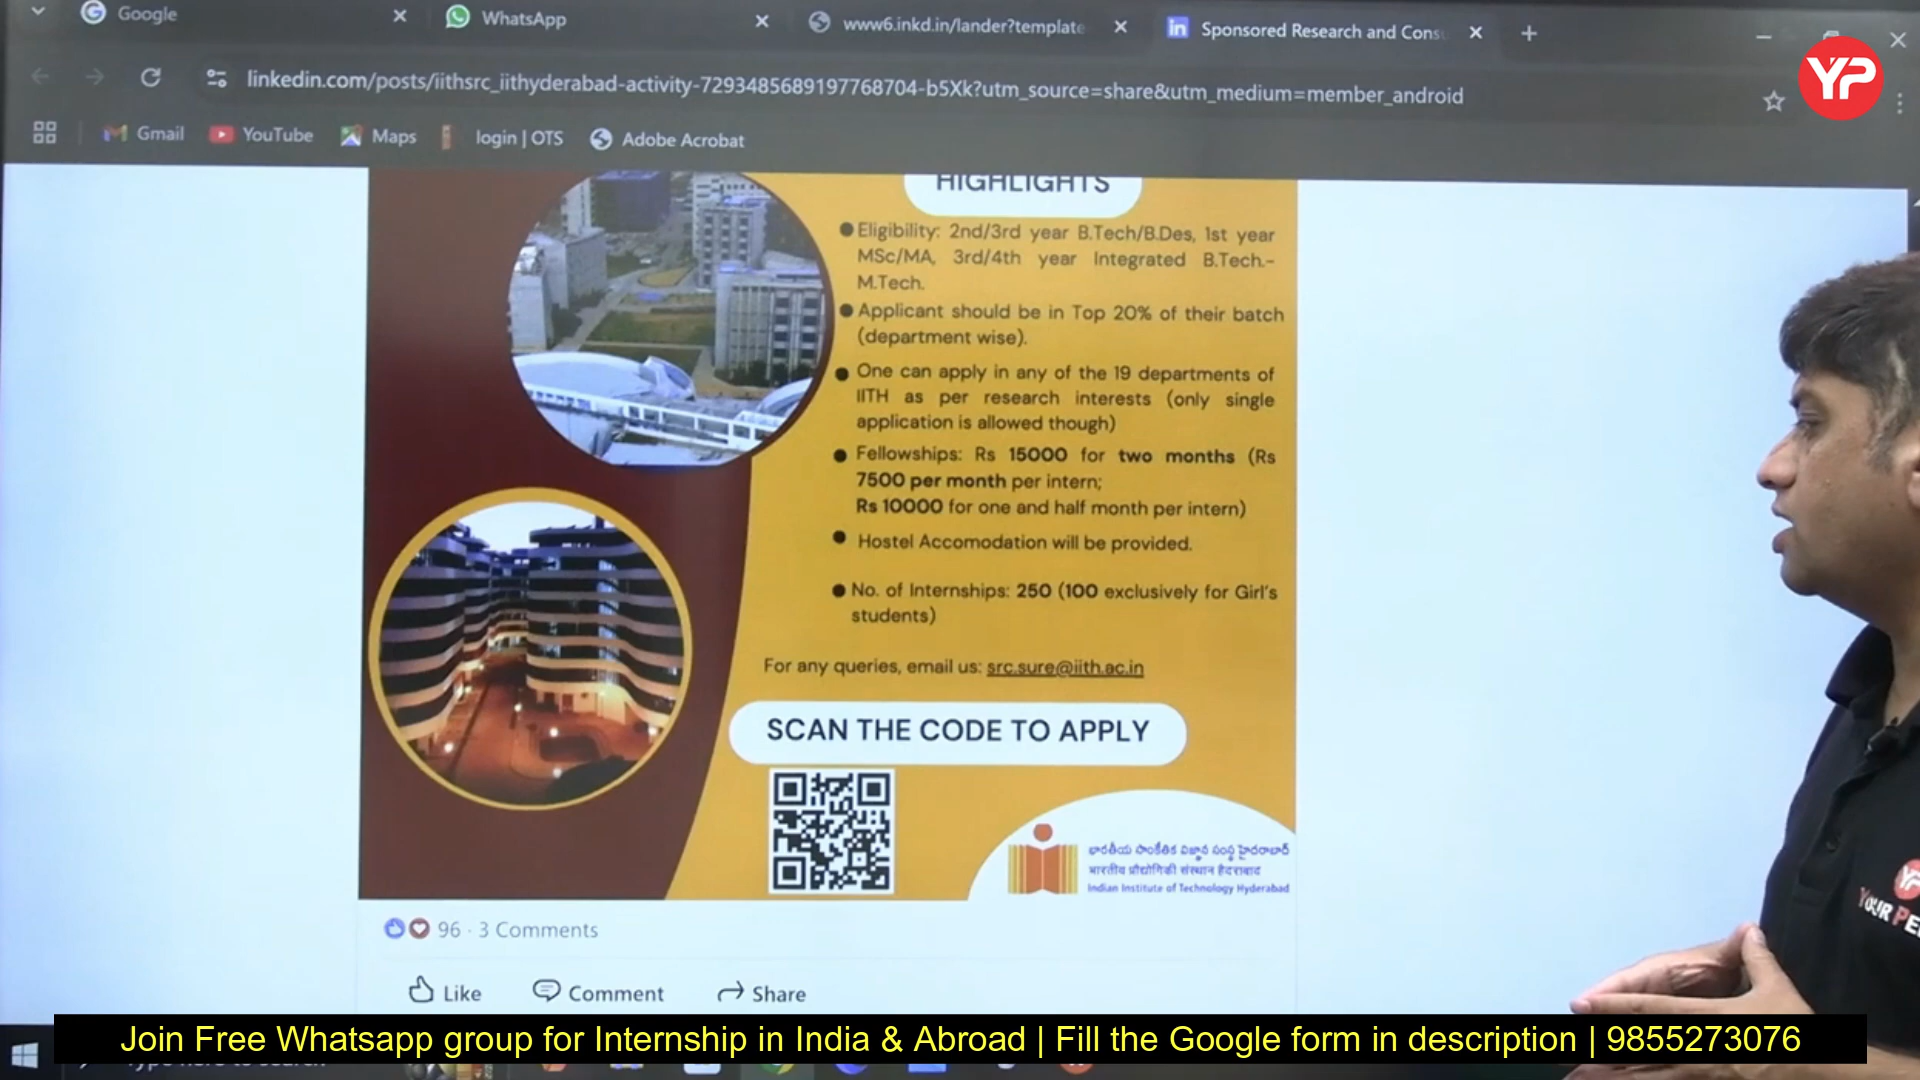 Google
WhatsApp
www6.inkd.in/lander?template
Sponsored Research and Cons
linkedin.com/posts/iithsrc_iithyderabad-activity-7293485689197768704-b5Xk?utm_source=share&utm_medium=member_android
YP
Gmail
YouTube
Maps
login | OTS
Adobe Acrobat
HIGHLIGHTS
Eligibility: 2nd/3rd year B.Tech/B.Des, 1st year
MSc/MA, 3rd/4th year Integrated B.Tech.-
M.Tech.
Applicant should be in Top 20% of their batch
(department wise).
One can apply in any of the 19 departments of
IITH as per research interests (only single
application is allowed though)
Fellowships: Rs 15000 for two months (Rs
7500 per month per intern;
Rs 10000 for one and half month per intern)
Hostel Accomodation will be provided.
No. of Internships: 250 (100 exclusively for Girl's
students)
For any queries, email us: src.sure@iith.ac.in
SCAN THE CODE TO APPLY
భారతీయ సాంకేతిక విజ్ఞాన సంస్థ హైదరాబాద్
भारतीय प्रौद्योगिकी संस्थान हैदराबाद
Indian Institute of Technology Hyderabad
96 · 3 Comments
Like
Comment
Share
YP
YOUR PE
Join Free Whatsapp group for Internship in India & Abroad | Fill the Google form in description | 9855273076